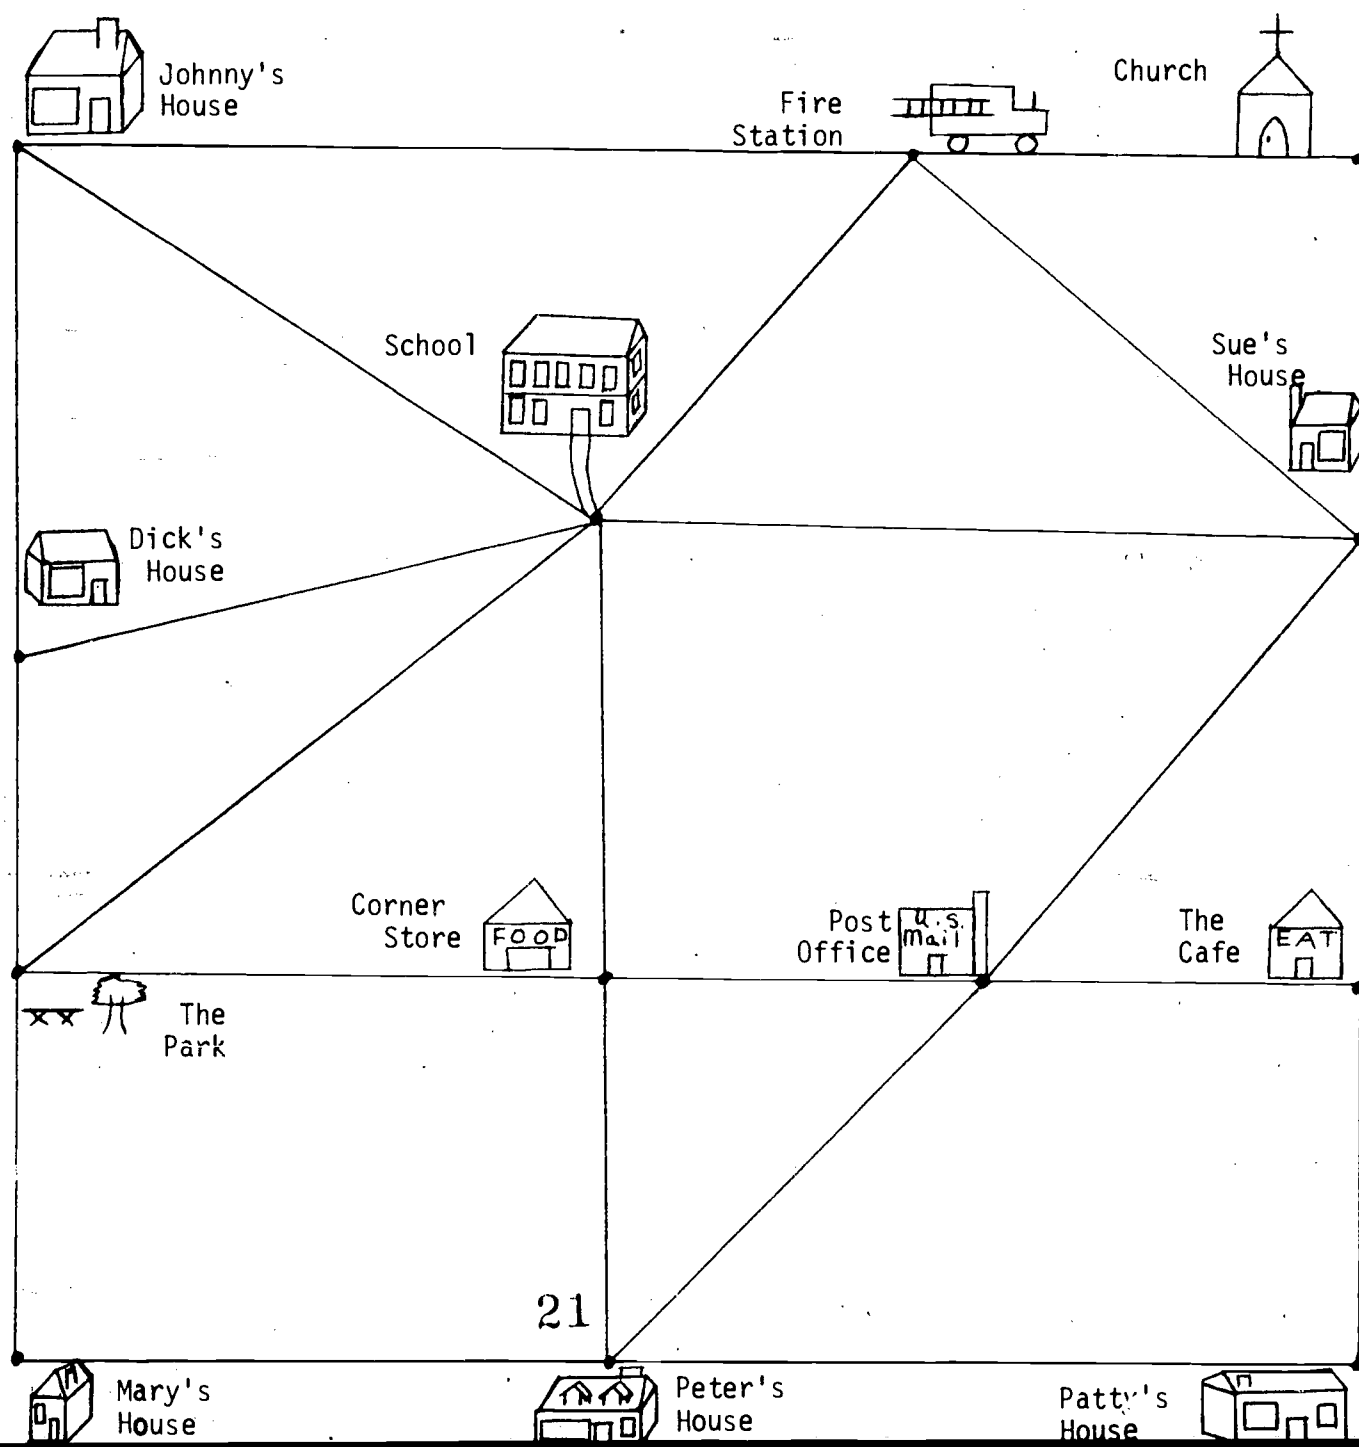 Johnny's
House
Fire
Station
Church
School
Sue's
House
Dick's
House
Corner
Store
FOOD
Post
Office
U.S.
Mail
The
Cafe
EAT
The
Park
21
Mary's
House
Peter's
House
Patty's
House